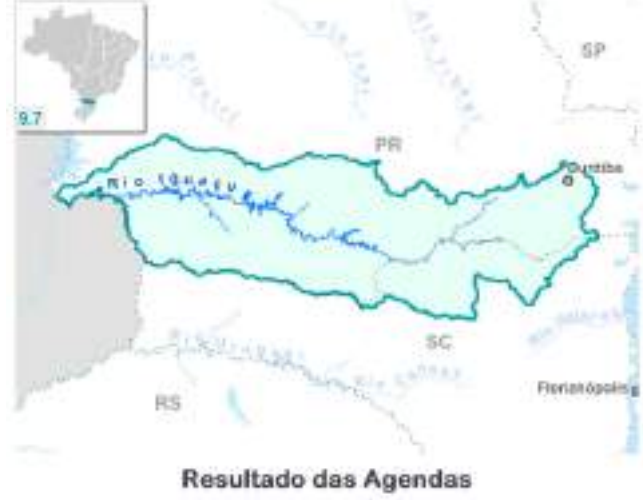 9.7
SP
PR
Curitiba
Rio Iguaçu
SC
Florianópolis
RS
Resultado das Agendas